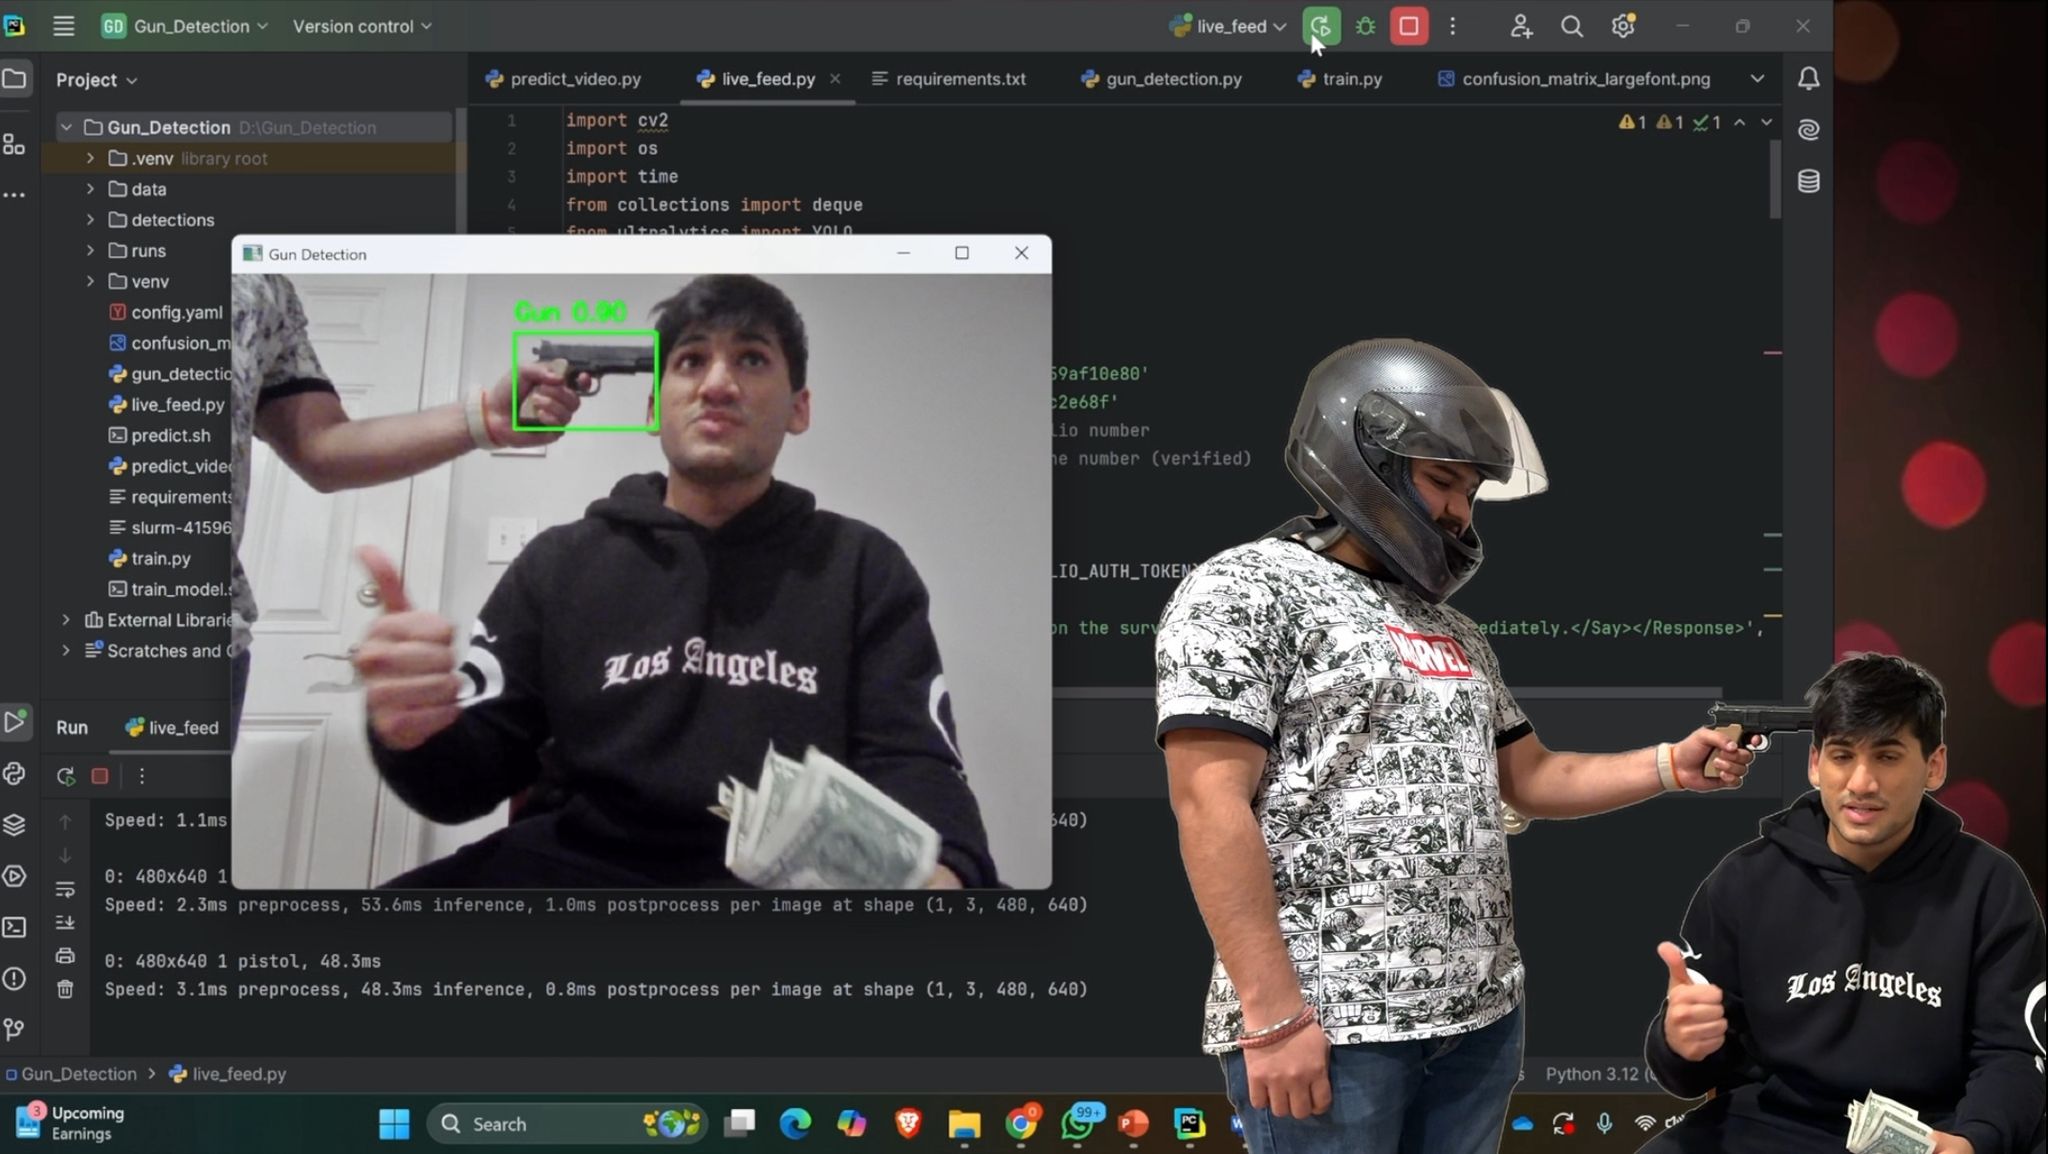 GD Gun_Detection Version control live_feed
Project
predict_video.py live_feed.py requirements.txt gun_detection.py train.py confusion_matrix_largefont.png
Gun_Detection D:\Gun_Detection
.venv library root
data
detections
runs
venv
config.yaml
confusion_m
gun_detectio
live_feed.py
predict.sh
predict_vide
requirements
slurm-41596
train.py
train_model.s
External Librarie
Scratches and C
1 import cv2
2 import os
3 import time
4 from collections import deque
5 from ultralytics import YOLO
1 1 1
59af10e80'
c2e68f'
lio number
ne number (verified)
LIO_AUTH_TOKEN
on the surv
ediately.</Say></Response>',
Gun Detection
Gun 0.90
Los Angeles
MARVEL
Los Angeles
Run live_feed
Speed: 1.1ms
640)
0: 480x640 1
Speed: 2.3ms preprocess, 53.6ms inference, 1.0ms postprocess per image at shape (1, 3, 480, 640)
0: 480x640 1 pistol, 48.3ms
Speed: 3.1ms preprocess, 48.3ms inference, 0.8ms postprocess per image at shape (1, 3, 480, 640)
Gun_Detection > live_feed.py
Python 3.12
3 Upcoming
Earnings
Search
99+